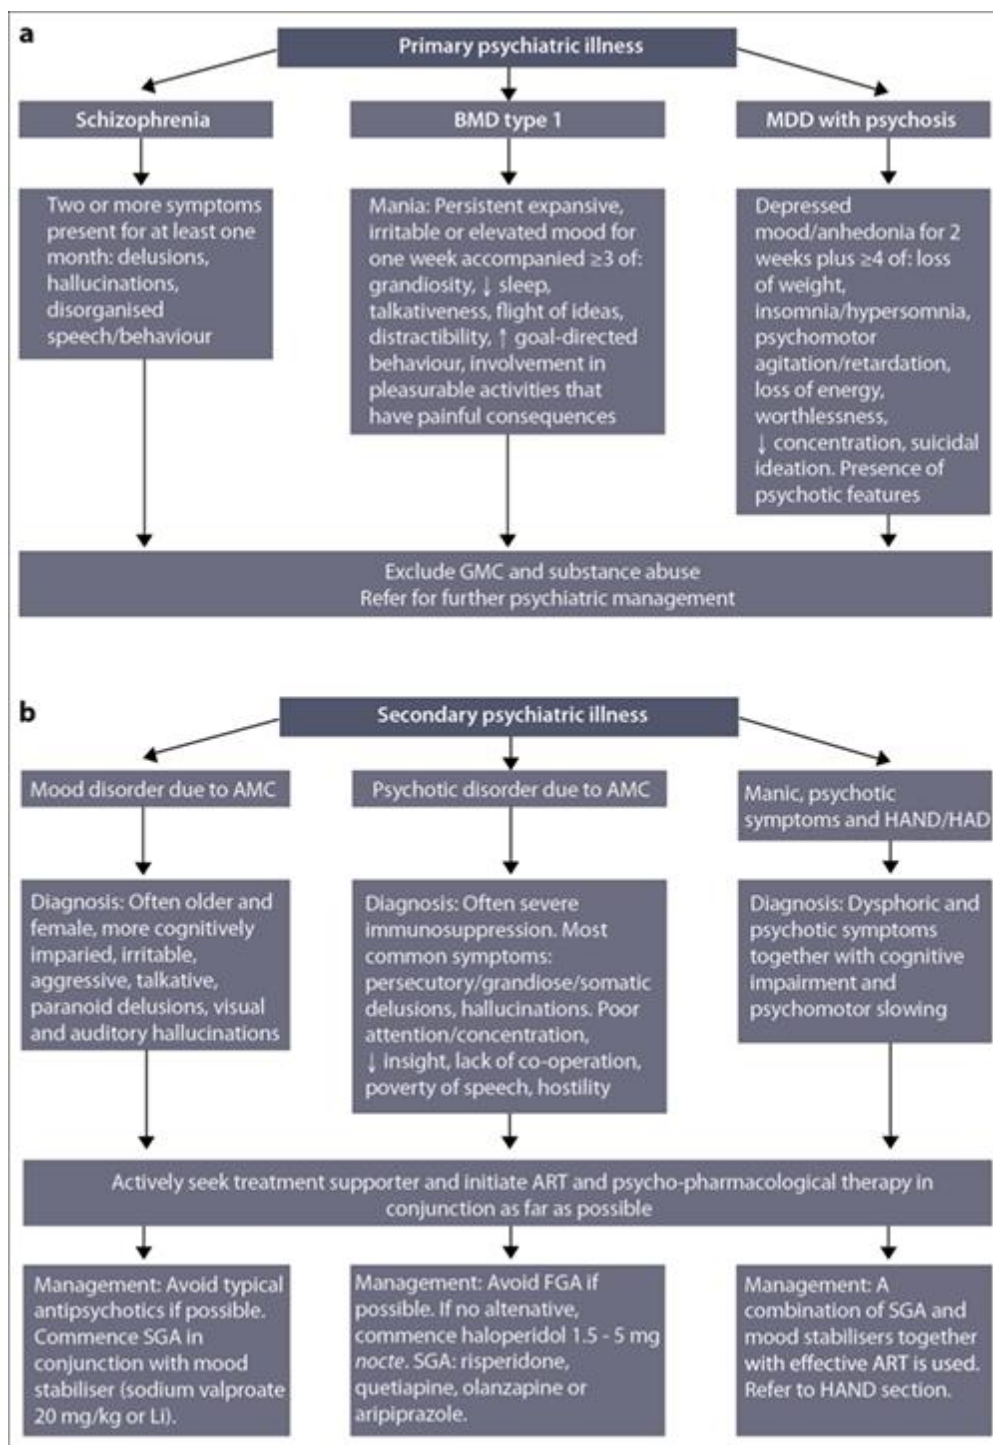 a
Primary psychiatric illness
Schizophrenia
BMD type 1
MDD with psychosis
Two or more symptoms
present for at least one
month: delusions,
hallucinations,
disorganised
speech/behaviour
Mania: Persistent expansive,
irritable or elevated mood for
one week accompanied ≥3 of:
grandiosity, ↓ sleep,
talkativeness, flight of ideas,
distractibility, ↑ goal-directed
behaviour, involvement in
pleasurable activities that
have painful consequences
Depressed
mood/anhedonia for 2
weeks plus ≥4 of: loss
of weight,
insomnia/hypersomnia,
psychomotor
agitation/retardation,
loss of energy,
worthlessness,
↓ concentration, suicidal
ideation. Presence of
psychotic features
Exclude GMC and substance abuse
Refer for further psychiatric management
b
Secondary psychiatric illness
Mood disorder due to AMC
Psychotic disorder due to AMC
Manic, psychotic
symptoms and HAND/HAD
Diagnosis: Often older and
female, more cognitively
imparied, irritable,
aggressive, talkative,
paranoid delusions, visual
and auditory hallucinations
Diagnosis: Often severe
immunosuppression. Most
common symptoms:
persecutory/grandiose/somatic
delusions, hallucinations. Poor
attention/concentration,
↓ insight, lack of co-operation,
poverty of speech, hostility
Diagnosis: Dysphoric and
psychotic symptoms
together with cognitive
impairment and
psychomotor slowing
Actively seek treatment supporter and initiate ART and psycho-pharmacological therapy in
conjunction as far as possible
Management: Avoid typical
antipsychotics if possible.
Commence SGA in
conjunction with mood
stabiliser (sodium valproate
20 mg/kg or Li).
Management: Avoid FGA if
possible. If no altenative,
commence haloperidol 1.5 - 5 mg
nocte. SGA: risperidone,
quetiapine, olanzapine or
aripiprazole.
Management: A
combination of SGA and
mood stabilisers together
with effective ART is used.
Refer to HAND section.